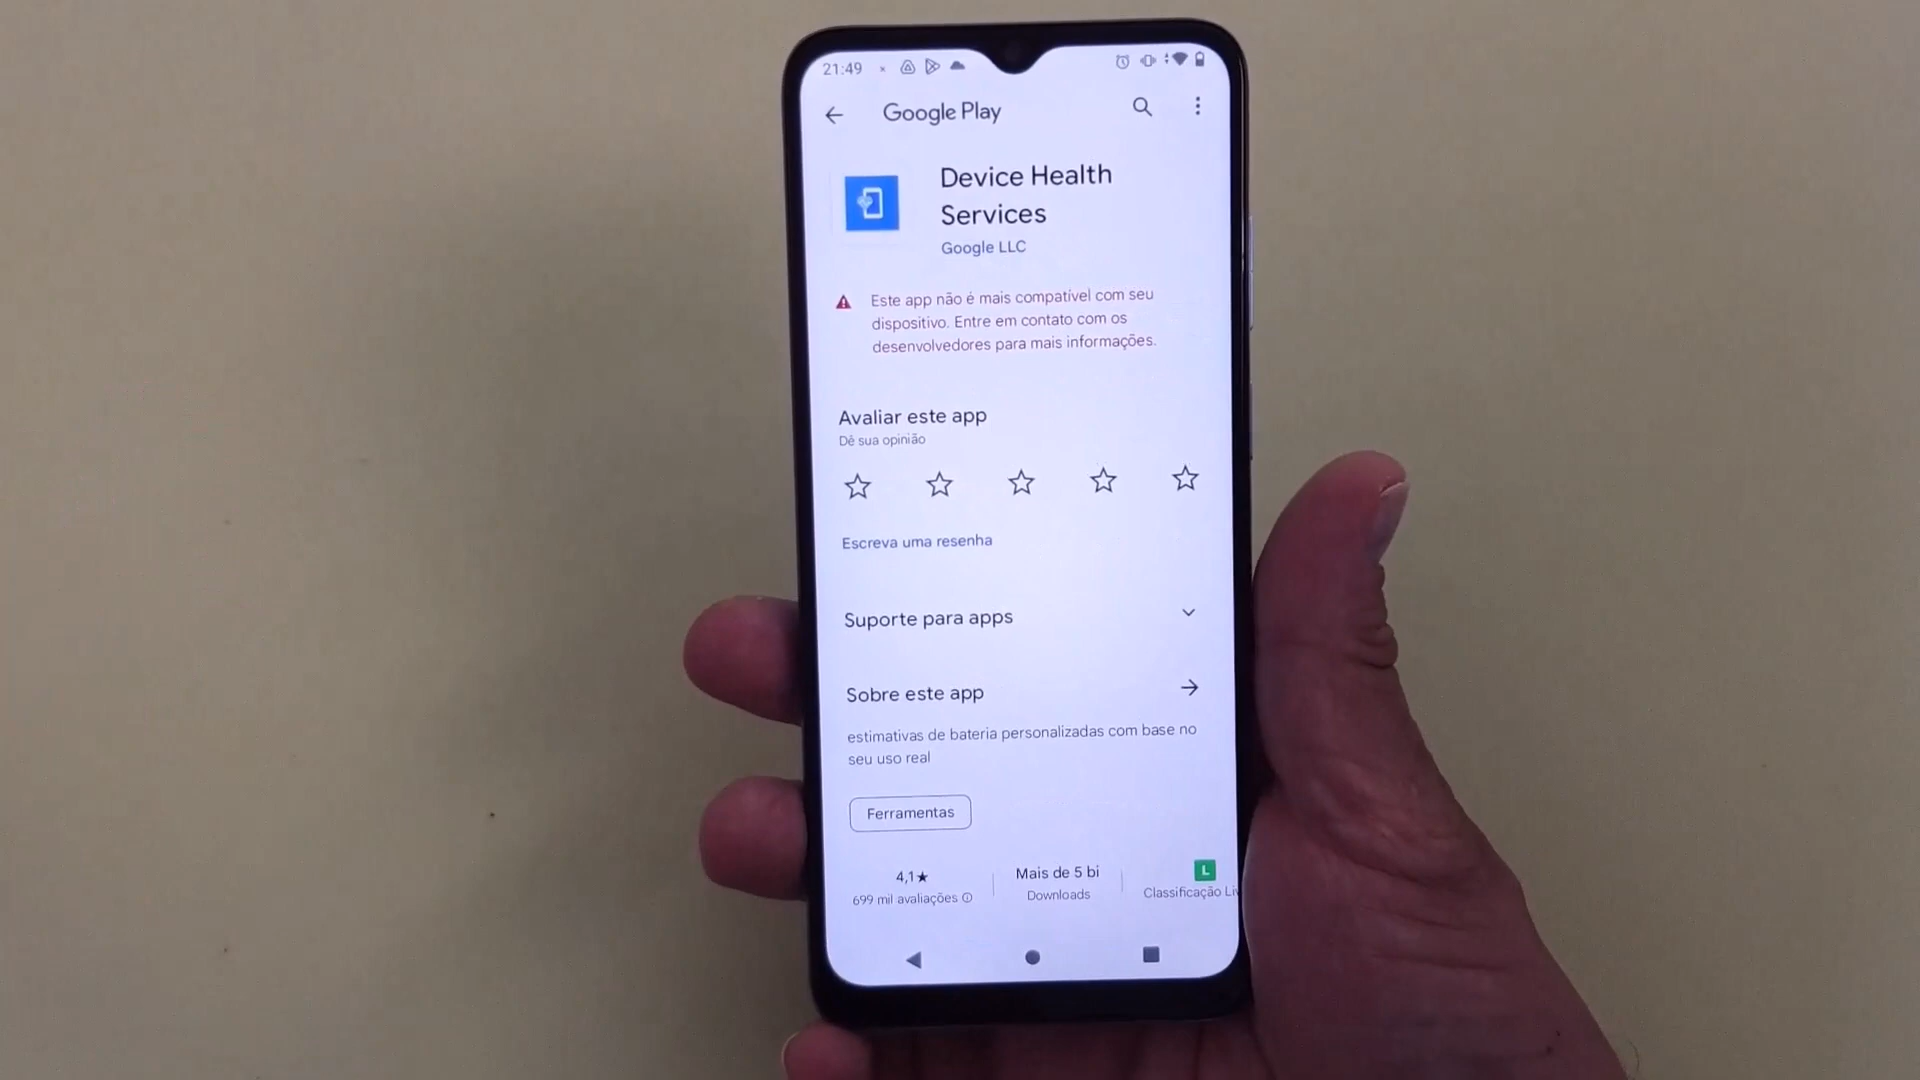 21:49
Google Play
Device Health
Services
Google LLC
Este app não é mais compatível com seu
dispositivo. Entre em contato com os
desenvolvedores para mais informações.
Avaliar este app
Dê sua opinião
Escreva uma resenha
Suporte para apps
Sobre este app
estimativas de bateria personalizadas com base no
seu uso real
Ferramentas
4,1★ Mais de 5 bi L
699 mil avaliações Downloads Classificação